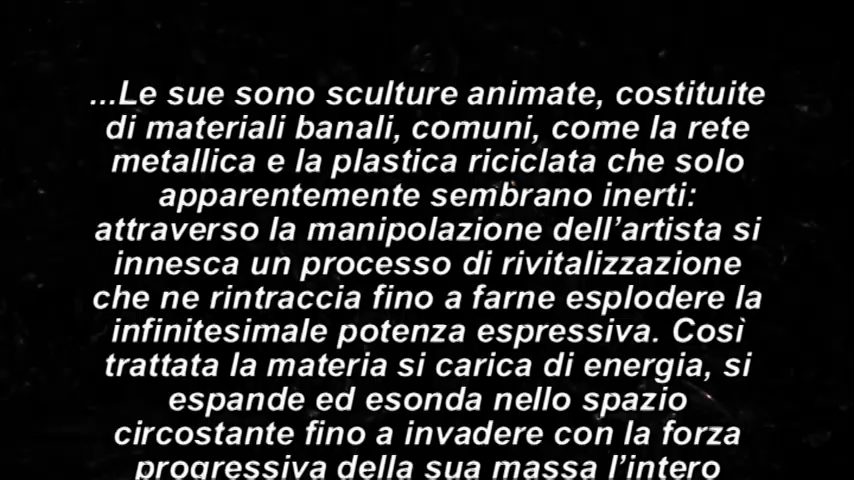 ...Le sue sono sculture animate, costituite
di materiali banali, comuni, come la rete
metallica e la plastica riciclata che solo
apparentemente sembrano inerti:
attraverso la manipolazione dell’artista si
innesca un processo di rivitalizzazione
che ne rintraccia fino a farne esplodere la
infinitesimale potenza espressiva. Così
trattata la materia si carica di energia, si
espande ed esonda nello spazio
circostante fino a invadere con la forza
progressiva della sua massa l’intero